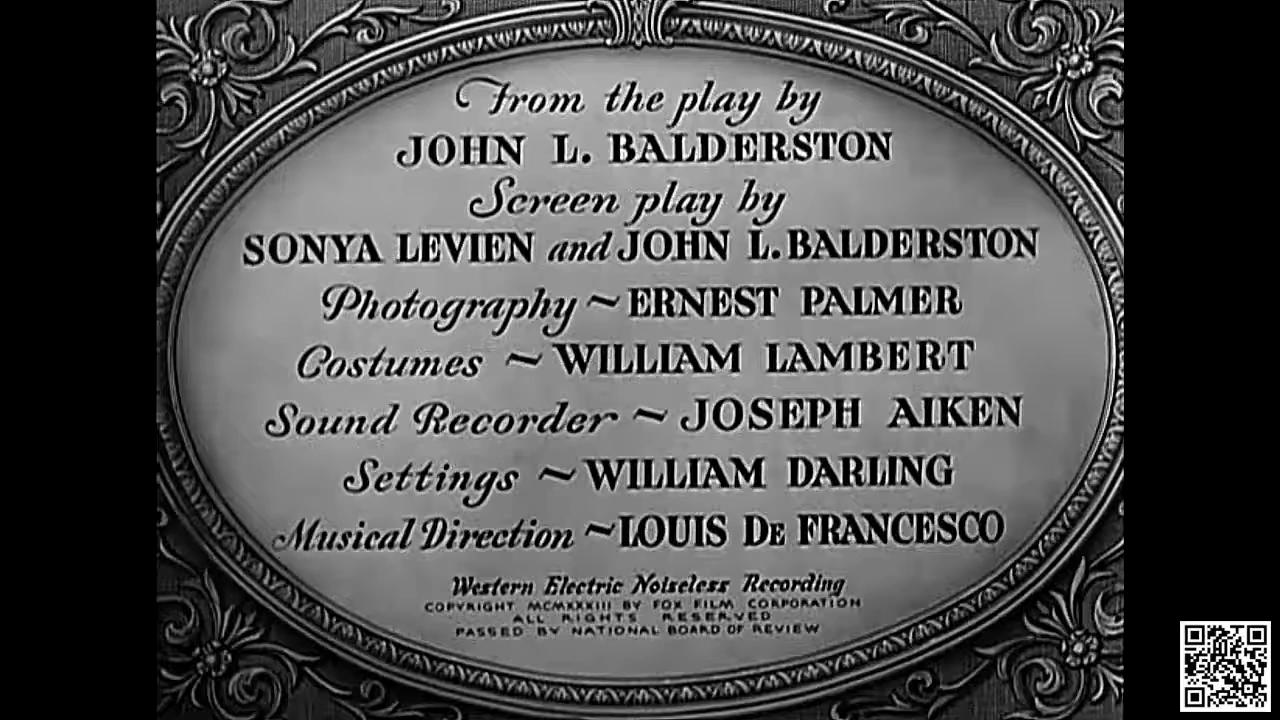 From the play by
JOHN L. BALDERSTON
Screen play by
SONYA LEVIEN and JOHN L. BALDERSTON
Photography ~ ERNEST PALMER
Costumes ~ WILLIAM LAMBERT
Sound Recorder ~ JOSEPH AIKEN
Settings ~ WILLIAM DARLING
Musical Direction ~ LOUIS DE FRANCESCO
Western Electric Noiseless Recording
COPYRIGHT MCMXXXIII BY FOX FILM CORPORATION
ALL RIGHTS RESERVED
PASSED BY NATIONAL BOARD OF REVIEW